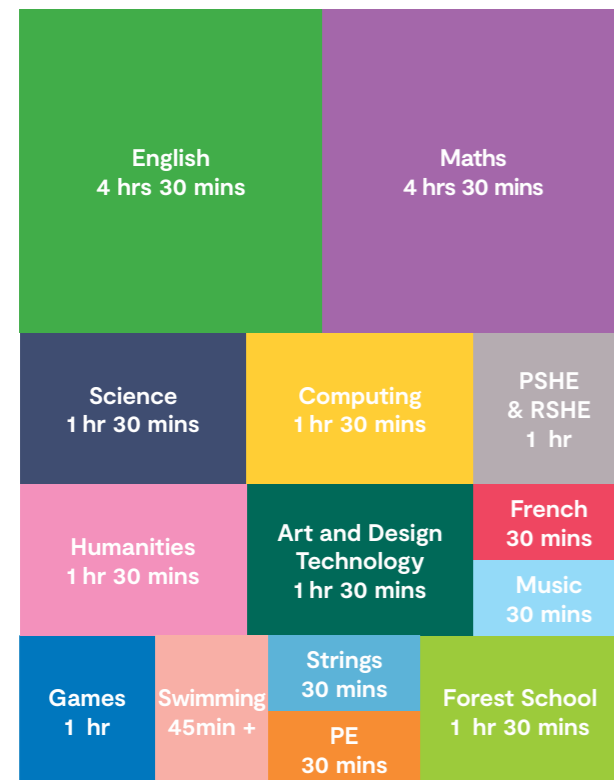 English
4 hrs 30 mins
Maths
4 hrs 30 mins
Science
1 hr 30 mins
Computing
1 hr 30 mins
PSHE
& RSHE
1 hr
Humanities
1 hr 30 mins
Art and Design
Technology
1 hr 30 mins
French
30 mins
Music
30 mins
Games
1 hr
Swimming
45min +
Strings
30 mins
PE
30 mins
Forest School
1 hr 30 mins